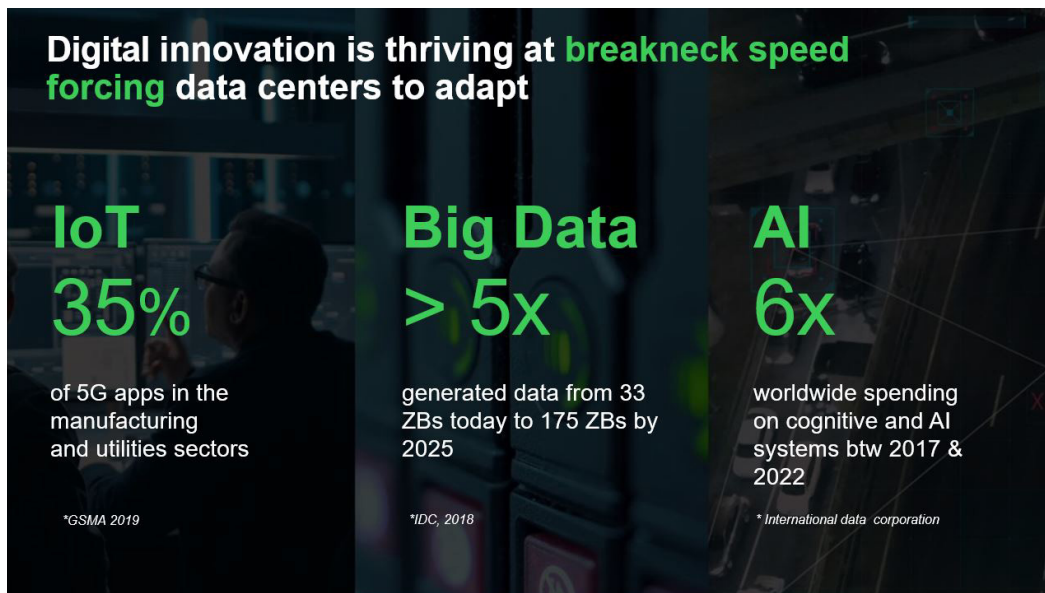 Digital innovation is thriving at breakneck speed
forcing data centers to adapt
IoT
35%
of 5G apps in the
manufacturing
and utilities sectors
*GSMA 2019
Big Data
> 5x
generated data from 33
ZBs today to 175 ZBs by
2025
*IDC, 2018
AI
6x
worldwide spending
on cognitive and AI
systems btw 2017 &
2022
* International data corporation